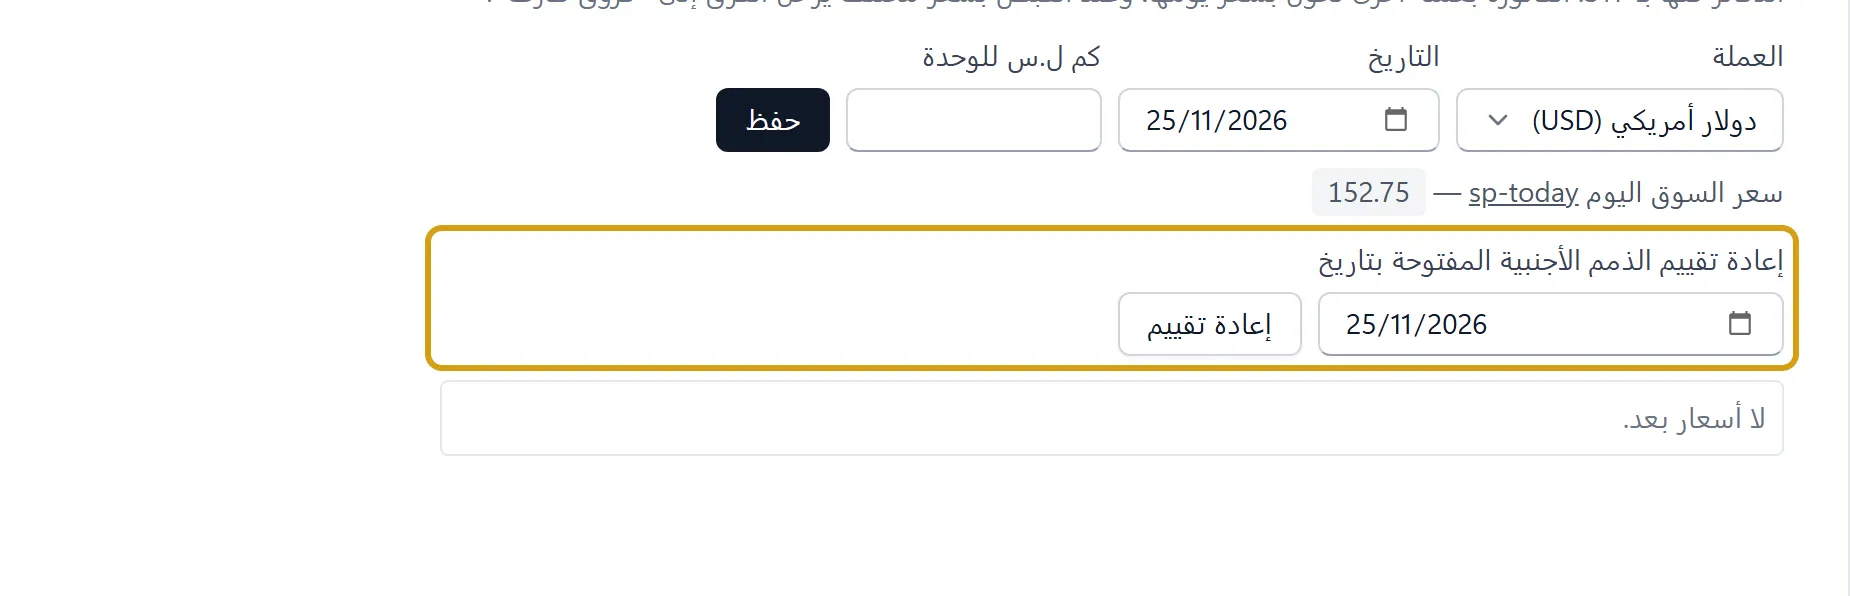 العملة
التاريخ
كم ل.س للوحدة
دولار أمريكي (USD)
25/11/2026
حفظ
سعر السوق اليوم sp-today — 152.75
إعادة تقييم الذمم الأجنبية المفتوحة بتاريخ
25/11/2026
إعادة تقييم
لا أسعار بعد.